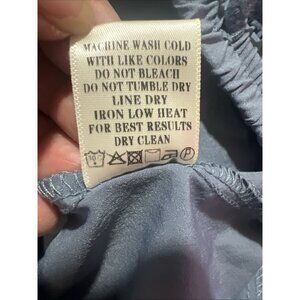 MACHINE WASH COLD
WITH LIKE COLORS
DO NOT BLEACH
DO NOT TUMBLE DRY
LINE DRY
IRON LOW HEAT
FOR BEST RESULTS
DRY CLEAN
30
P